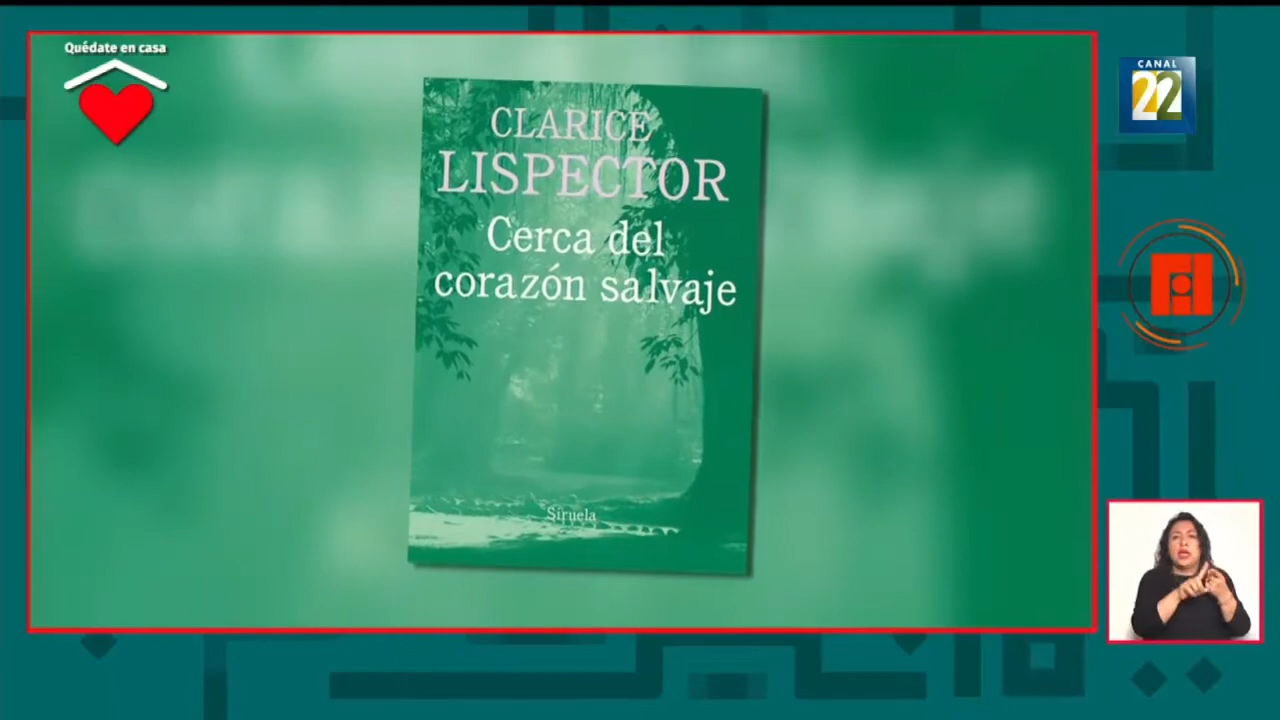 Quédate en casa
CANAL
22
CLARICE
LISPECTOR
Cerca del
corazón salvaje
Siruela